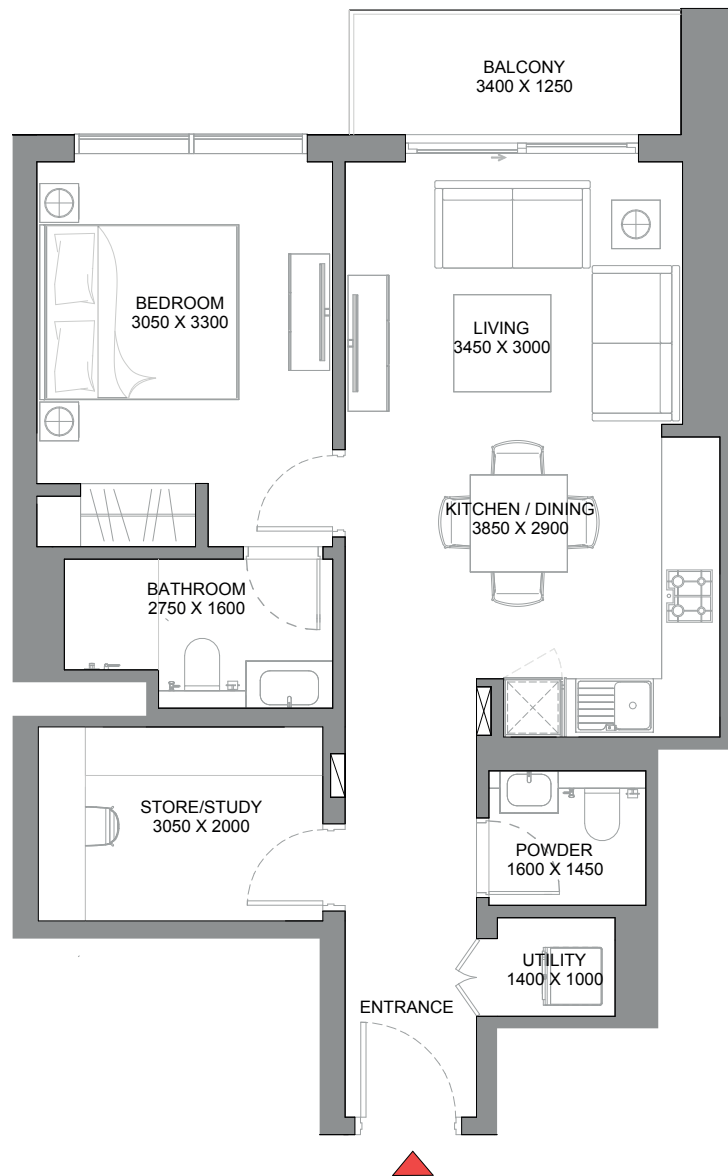 BALCONY
3400 X 1250
BEDROOM
3050 X 3300
LIVING
3450 X 3000
KITCHEN / DINING
3850 X 2900
BATHROOM
2750 X 1600
STORE/STUDY
3050 X 2000
POWDER
1600 X 1450
UTILITY
1400 X 1000
ENTRANCE